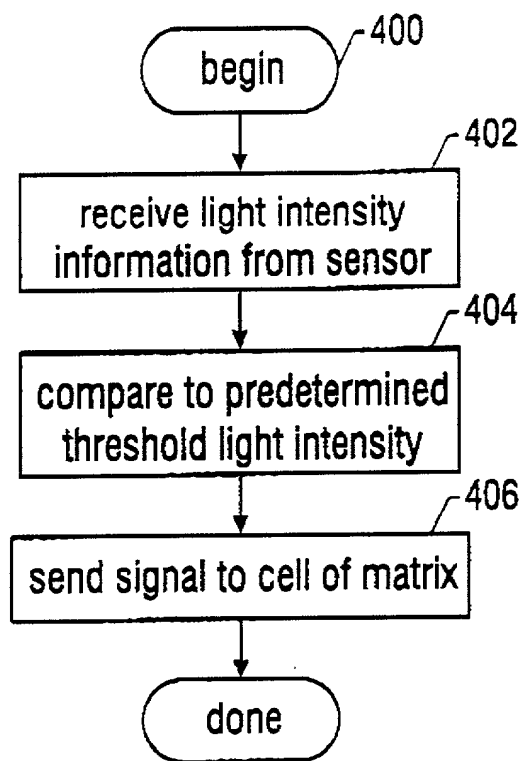 400
begin
402
receive light intensity
information from sensor
404
compare to predetermined
threshold light intensity
406
send signal to cell of matrix
done